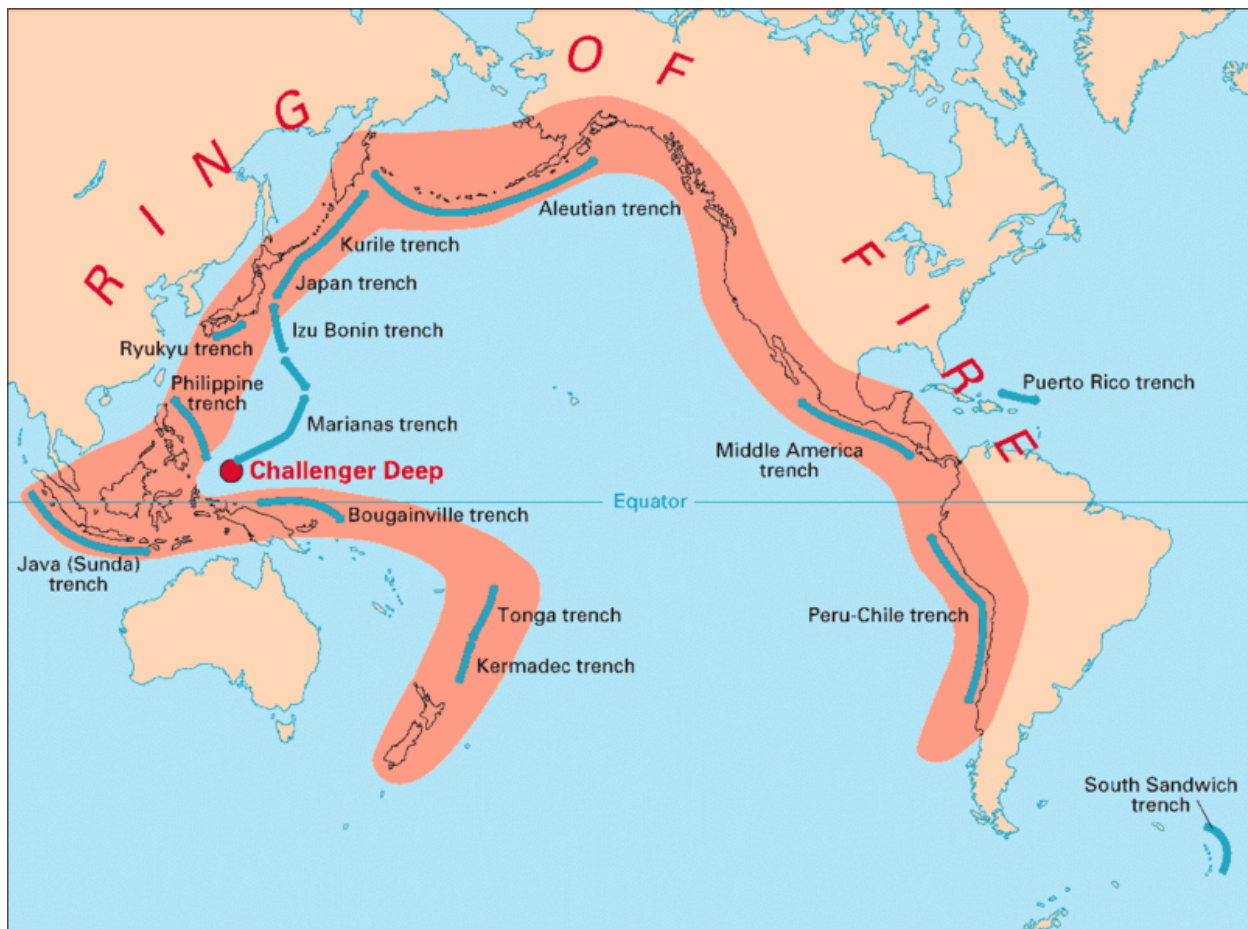 RING OF FIRE
Aleutian trench
Kurile trench
Japan trench
Izu Bonin trench
Ryukyu trench
Philippine
trench
Marianas trench
Challenger Deep
Puerto Rico trench
Middle America
trench
Equator
Bougainville trench
Java (Sunda)
trench
Tonga trench
Kermadec trench
Peru-Chile trench
South Sandwich
trench